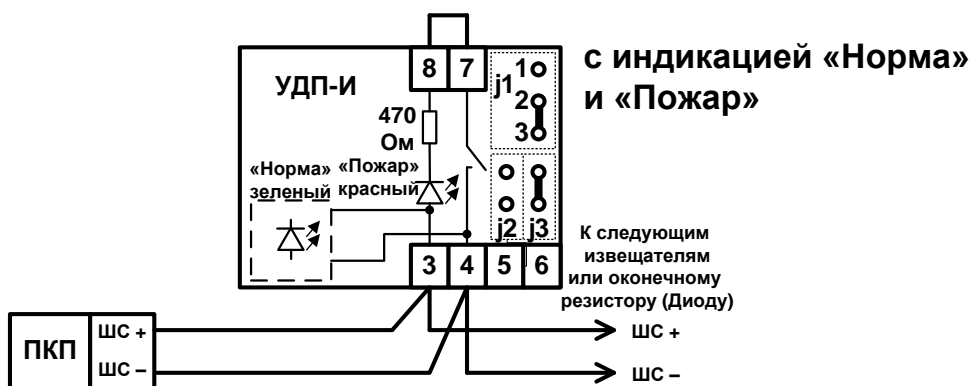 с индикацией «Норма»
и «Пожар»
УДП-И
8 7
j1
1
2
3
470
Ом
«Норма»
зеленый
«Пожар»
красный
j2 j3
3 4 5 6
К следующим
извещателям
или оконечному
резистору (Диоду)
ПКП
ШС +
ШС –
ШС +
ШС –